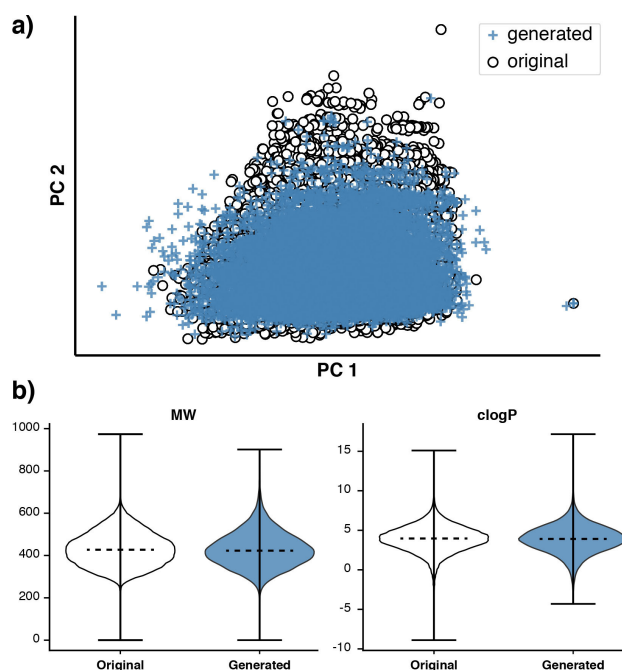 a)
+ generated
o original
PC 2
PC 1
b)
MW
clogP
1000
800
600
400
200
0
Original
Generated
15
10
5
0
-5
-10
Original
Generated